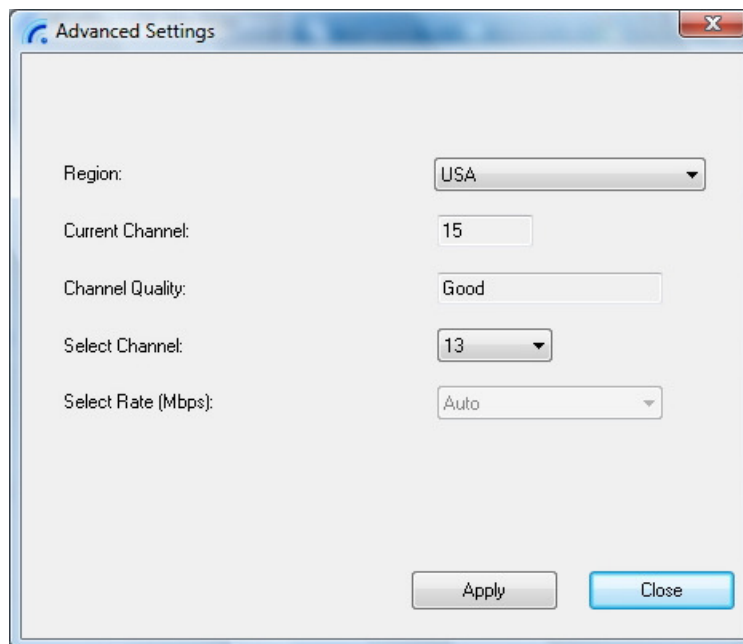 Advanced Settings
Region: USA
Current Channel: 15
Channel Quality: Good
Select Channel: 13
Select Rate (Mbps): Auto
Apply Close